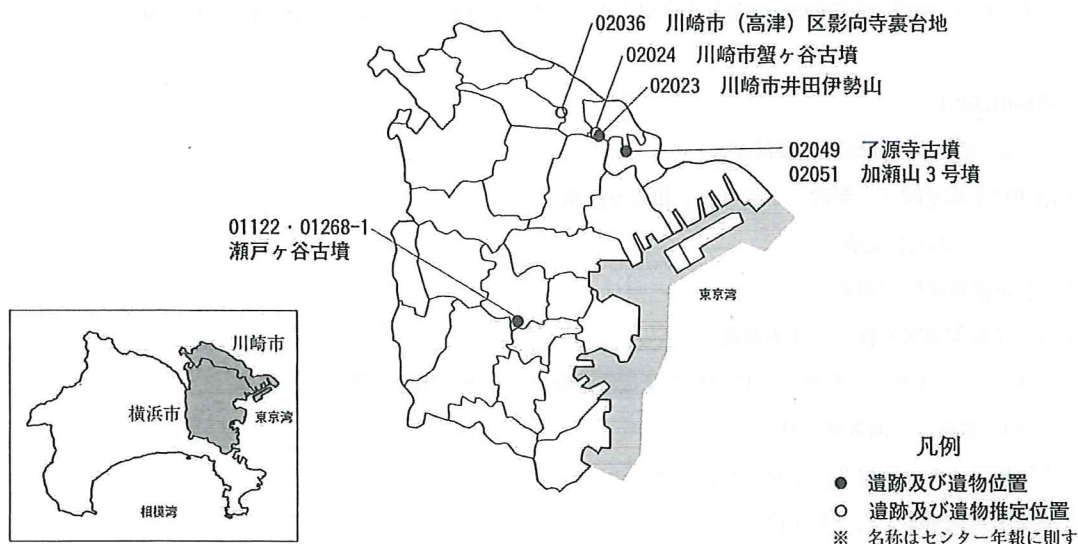 02036 川崎市（高津）区影向寺裏台地
02024 川崎市蟹ヶ谷古墳
02023 川崎市井田伊勢山
02049 了源寺古墳
02051 加瀬山3号墳
01122・01268-1
瀬戸ヶ谷古墳
東京湾
川崎市
横浜市
東京湾
相模湾
凡例
● 遺跡及び遺物位置
○ 遺跡及び遺物推定位置
※ 名称はセンター年報に則す